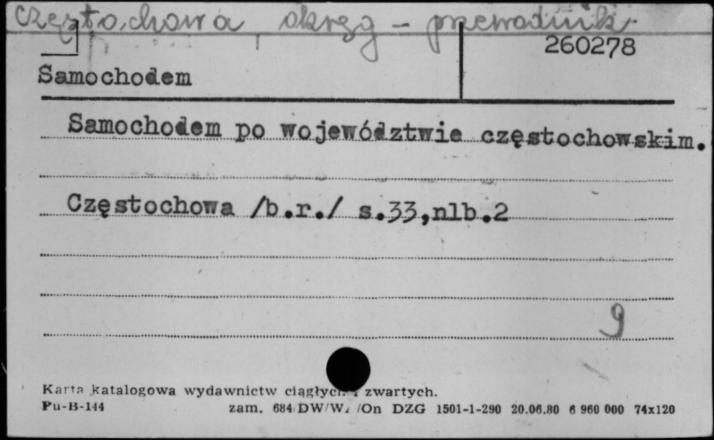 Częstochowa, okręg - przewodniki
260278
Samochodem
Samochodem po województwie częstochowskim.
Częstochowa /b.r./ s.33,nlb.2
9
Karta katalogowa wydawnictw ciągłych i zwartych.
Pu-B-144 zam. 684/DW/W. /On DZG 1501-1-290 20.06.80 6 960 000 74x120